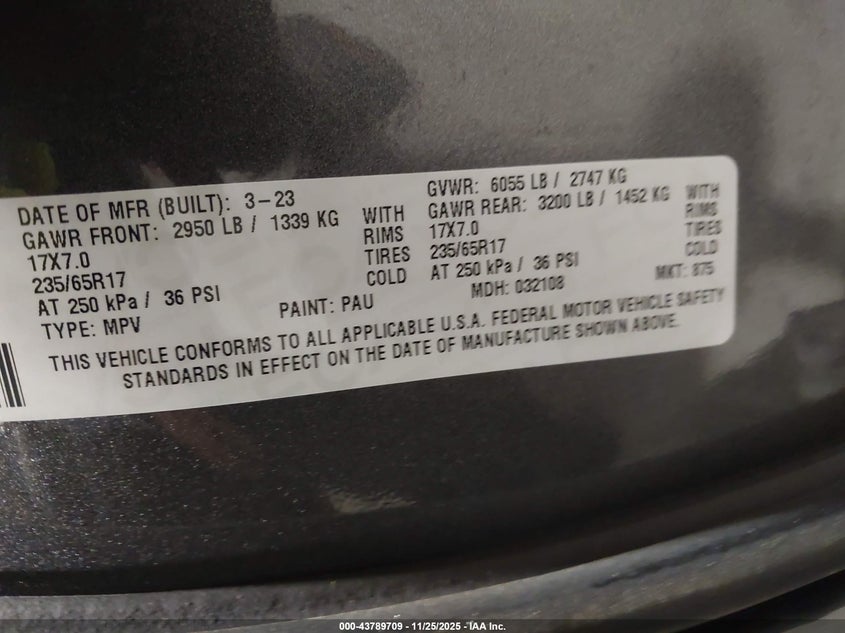 DATE OF MFR (BUILT): 3-23 GVWR: 6055 LB / 2747 KG
GAWR FRONT: 2950 LB / 1339 KG WITH GAWR REAR: 3200 LB / 1452 KG WITH
17X7.0 RIMS 17X7.0 RIMS
235/65R17 TIRES 235/65R17 TIRES
AT 250 kPa / 36 PSI COLD AT 250 kPa / 36 PSI COLD
TYPE: MPV PAINT: PAU MDH: 032108 MKT: 875
THIS VEHICLE CONFORMS TO ALL APPLICABLE U.S.A. FEDERAL MOTOR VEHICLE SAFETY
STANDARDS IN EFFECT ON THE DATE OF MANUFACTURE SHOWN ABOVE.
000-43789709 - 11/25/2025 - IAA Inc.